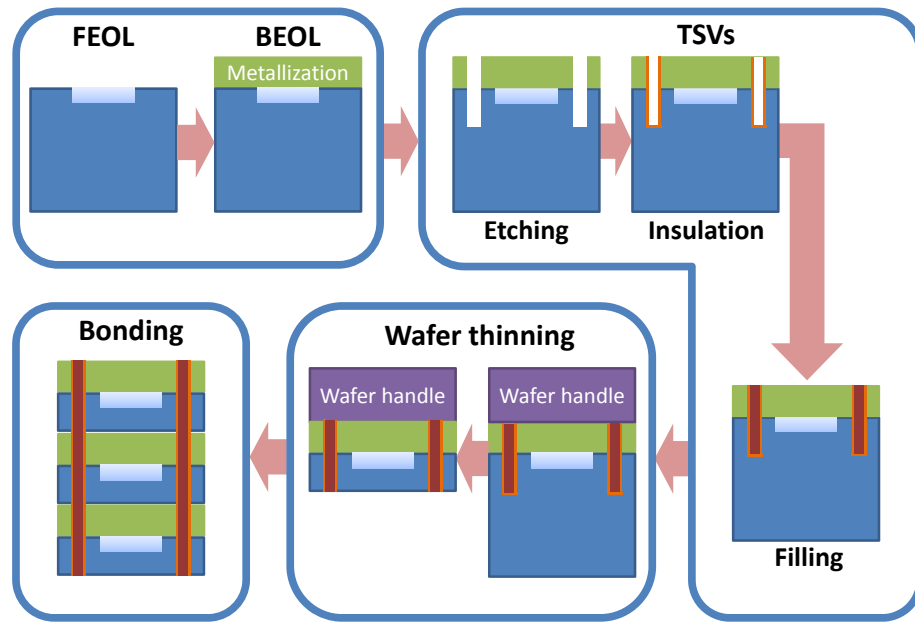 FEOL
BEOL
Metallization
TSVs
Etching
Insulation
Filling
Wafer thinning
Wafer handle
Wafer handle
Bonding